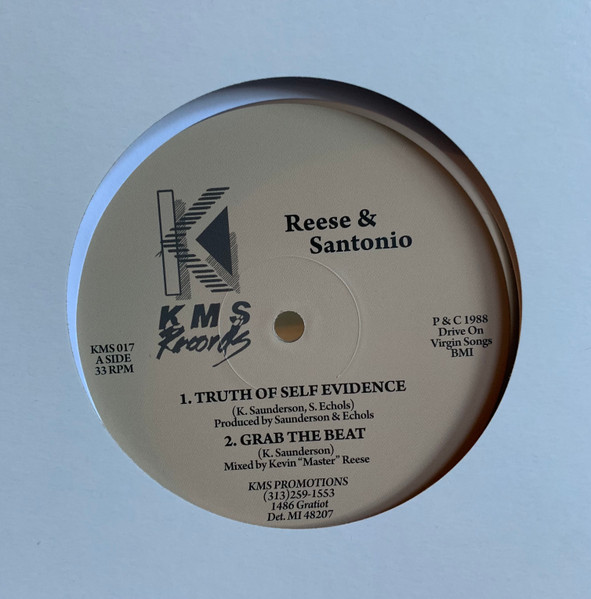 Reese &
Santonio
K
KMS
Records
KMS 017
A SIDE
33 RPM
P & C 1988
Drive On
Virgin Songs
BMI
1. TRUTH OF SELF EVIDENCE
(K. Saunderson, S. Echols)
Produced by Saunderson & Echols
2. GRAB THE BEAT
(K. Saunderson)
Mixed by Kevin “Master” Reese
KMS PROMOTIONS
(313)259-1553
1486 Gratiot
Det. MI 48207